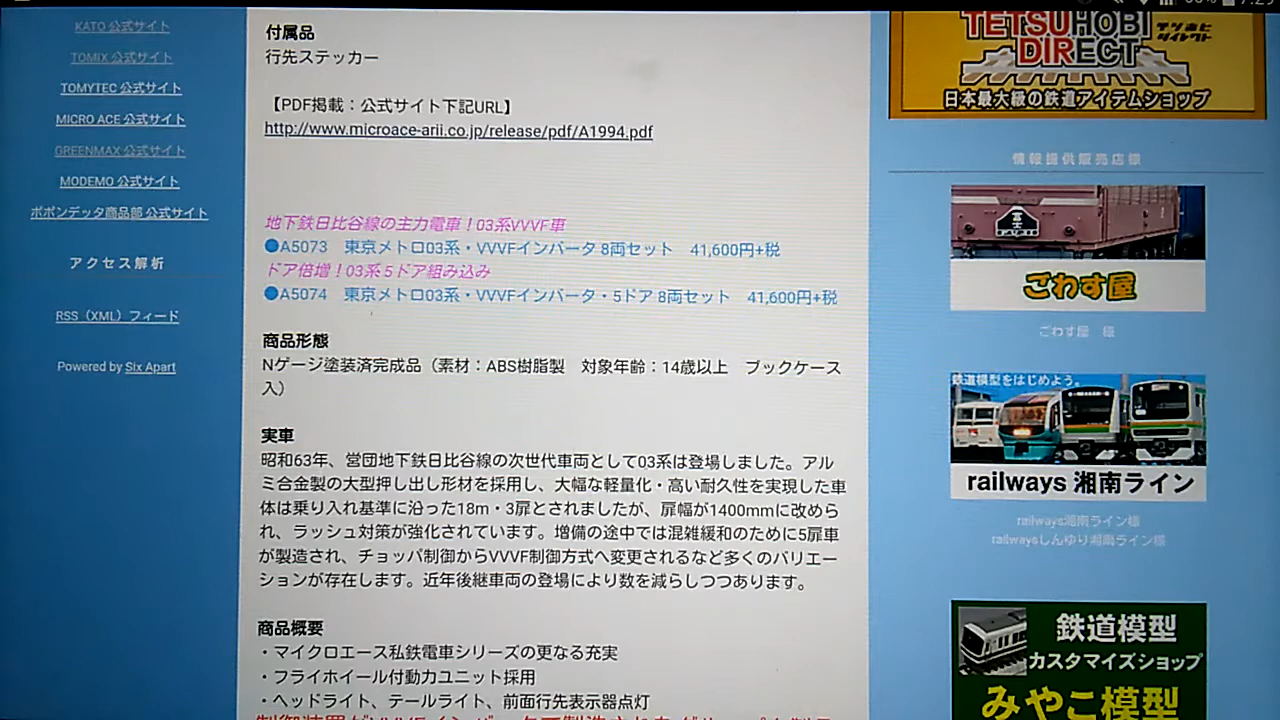 KATO 公式サイト
TOMIX 公式サイト
TOMYTEC 公式サイト
MICRO ACE 公式サイト
GREENMAX 公式サイト
MODEMO 公式サイト
ポポンデッタ商品部 公式サイト
アクセス解析
RSS（XML）フィード
Powered by Six Apart
付属品
行先ステッカー
【PDF掲載：公式サイト下記URL】
http://www.microace-arii.co.jp/release/pdf/A1994.pdf
地下鉄日比谷線の主力電車！03系VVVF車
●A5073　東京メトロ03系・VVVFインバータ 8両セット　41,600円+税
ドア倍増！03系 5ドア組み込み
●A5074　東京メトロ03系・VVVFインバータ・5ドア 8両セット　41,600円+税
商品形態
Nゲージ塗装済完成品（素材：ABS樹脂製　対象年齢：14歳以上　ブックケース
入）
実車
昭和63年、営団地下鉄日比谷線の次世代車両として03系は登場しました。アル
ミ合金製の大型押し出し形材を採用し、大幅な軽量化・高い耐久性を実現した車
体は乗り入れ基準に沿った18m・3扉とされましたが、扉幅が1400mmに改めら
れ、ラッシュ対策が強化されています。増備の途中では混雑緩和のために5扉車
が製造され、チョッパ制御からVVVF制御方式へ変更されるなど多くのバリエー
ションが存在します。近年後継車両の登場により数を減らしつつあります。
商品概要
・マイクロエース私鉄電車シリーズの更なる充実
・フライホイール付動力ユニット採用
・ヘッドライト、テールライト、前面行先表示器点灯
TETSUHOBI
DIRECT
テツホビ
ダイレクト
日本最大級の鉄道アイテムショップ
情報提供販売店様
富士
FUJI
ごわす屋
ごわす屋　様
鉄道模型をはじめよう。
railways 湘南ライン
railways湘南ライン様
railwaysしんゆり湘南ライン様
鉄道模型
カスタマイズショップ
みやこ模型